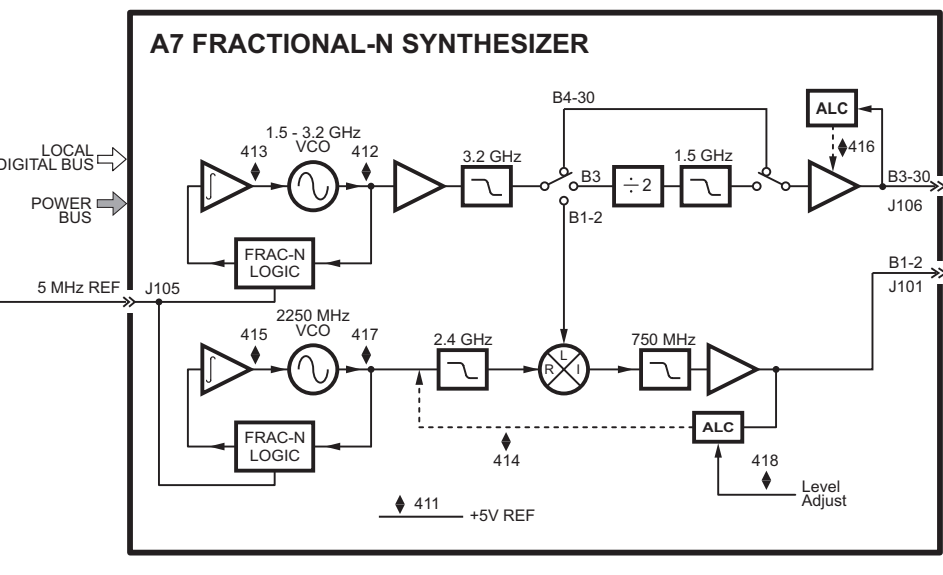 A7 FRACTIONAL-N SYNTHESIZER
B4-30
ALC
LOCAL
DIGITAL BUS
1.5 - 3.2 GHz
VCO
413
412
3.2 GHz
1.5 GHz
416
B3
÷ 2
B3-30
POWER
BUS
J106
B1-2
FRAC-N
LOGIC
B1-2
5 MHz REF
J105
J101
2250 MHz
VCO
415
417
2.4 GHz
750 MHz
L
R
I
FRAC-N
LOGIC
ALC
414
418
Level
Adjust
411
+5V REF